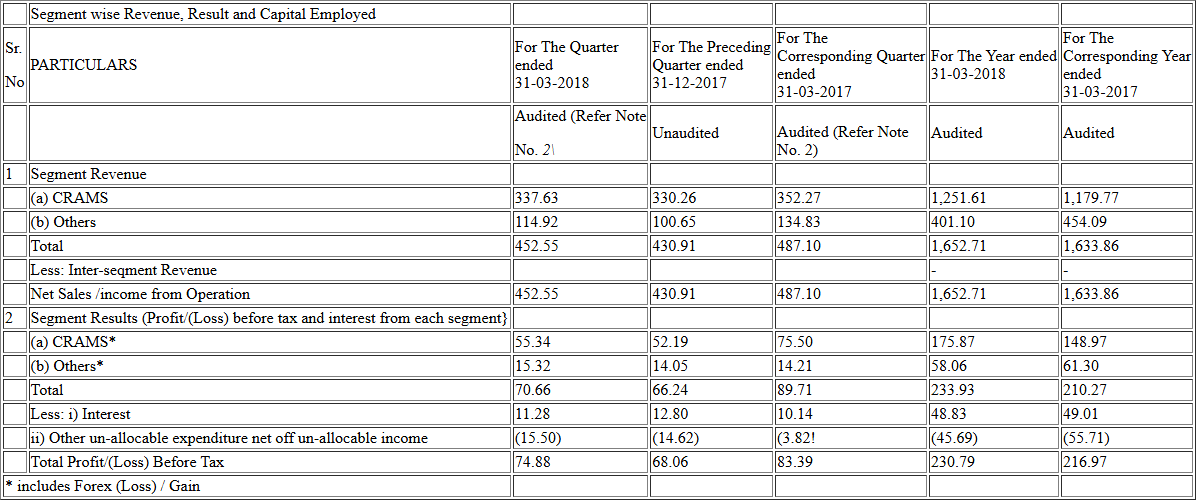 Segment wise Revenue, Result and Capital Employed
Sr. No PARTICULARS For The Quarter ended 31-03-2018 For The Preceding Quarter ended 31-12-2017 For The Corresponding Quarter ended 31-03-2017 For The Year ended 31-03-2018 For The Corresponding Year ended 31-03-2017
Audited (Refer Note No. 2\ Unaudited Audited (Refer Note No. 2) Audited Audited
1 Segment Revenue
(a) CRAMS 337.63 330.26 352.27 1,251.61 1,179.77
(b) Others 114.92 100.65 134.83 401.10 454.09
Total 452.55 430.91 487.10 1,652.71 1,633.86
Less: Inter-seqment Revenue - -
Net Sales /income from Operation 452.55 430.91 487.10 1,652.71 1,633.86
2 Segment Results (Profit/(Loss) before tax and interest from each segment}
(a) CRAMS* 55.34 52.19 75.50 175.87 148.97
(b) Others* 15.32 14.05 14.21 58.06 61.30
Total 70.66 66.24 89.71 233.93 210.27
Less: i) Interest 11.28 12.80 10.14 48.83 49.01
ii) Other un-allocable expenditure net off un-allocable income (15.50) (14.62) (3.82! (45.69) (55.71)
Total Profit/(Loss) Before Tax 74.88 68.06 83.39 230.79 216.97
* includes Forex (Loss) / Gain